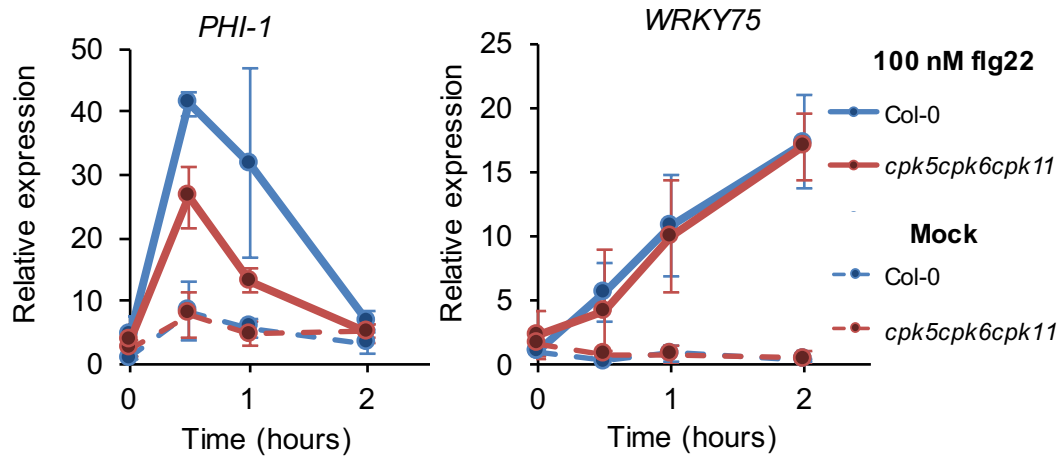 PHI-1
Relative expression
50
40
30
20
10
0
0 1 2
Time (hours)
WRKY75
Relative expression
25
20
15
10
5
0
0 1 2
Time (hours)
100 nM flg22
Col-0
cpk5cpk6cpk11
Mock
Col-0
cpk5cpk6cpk11